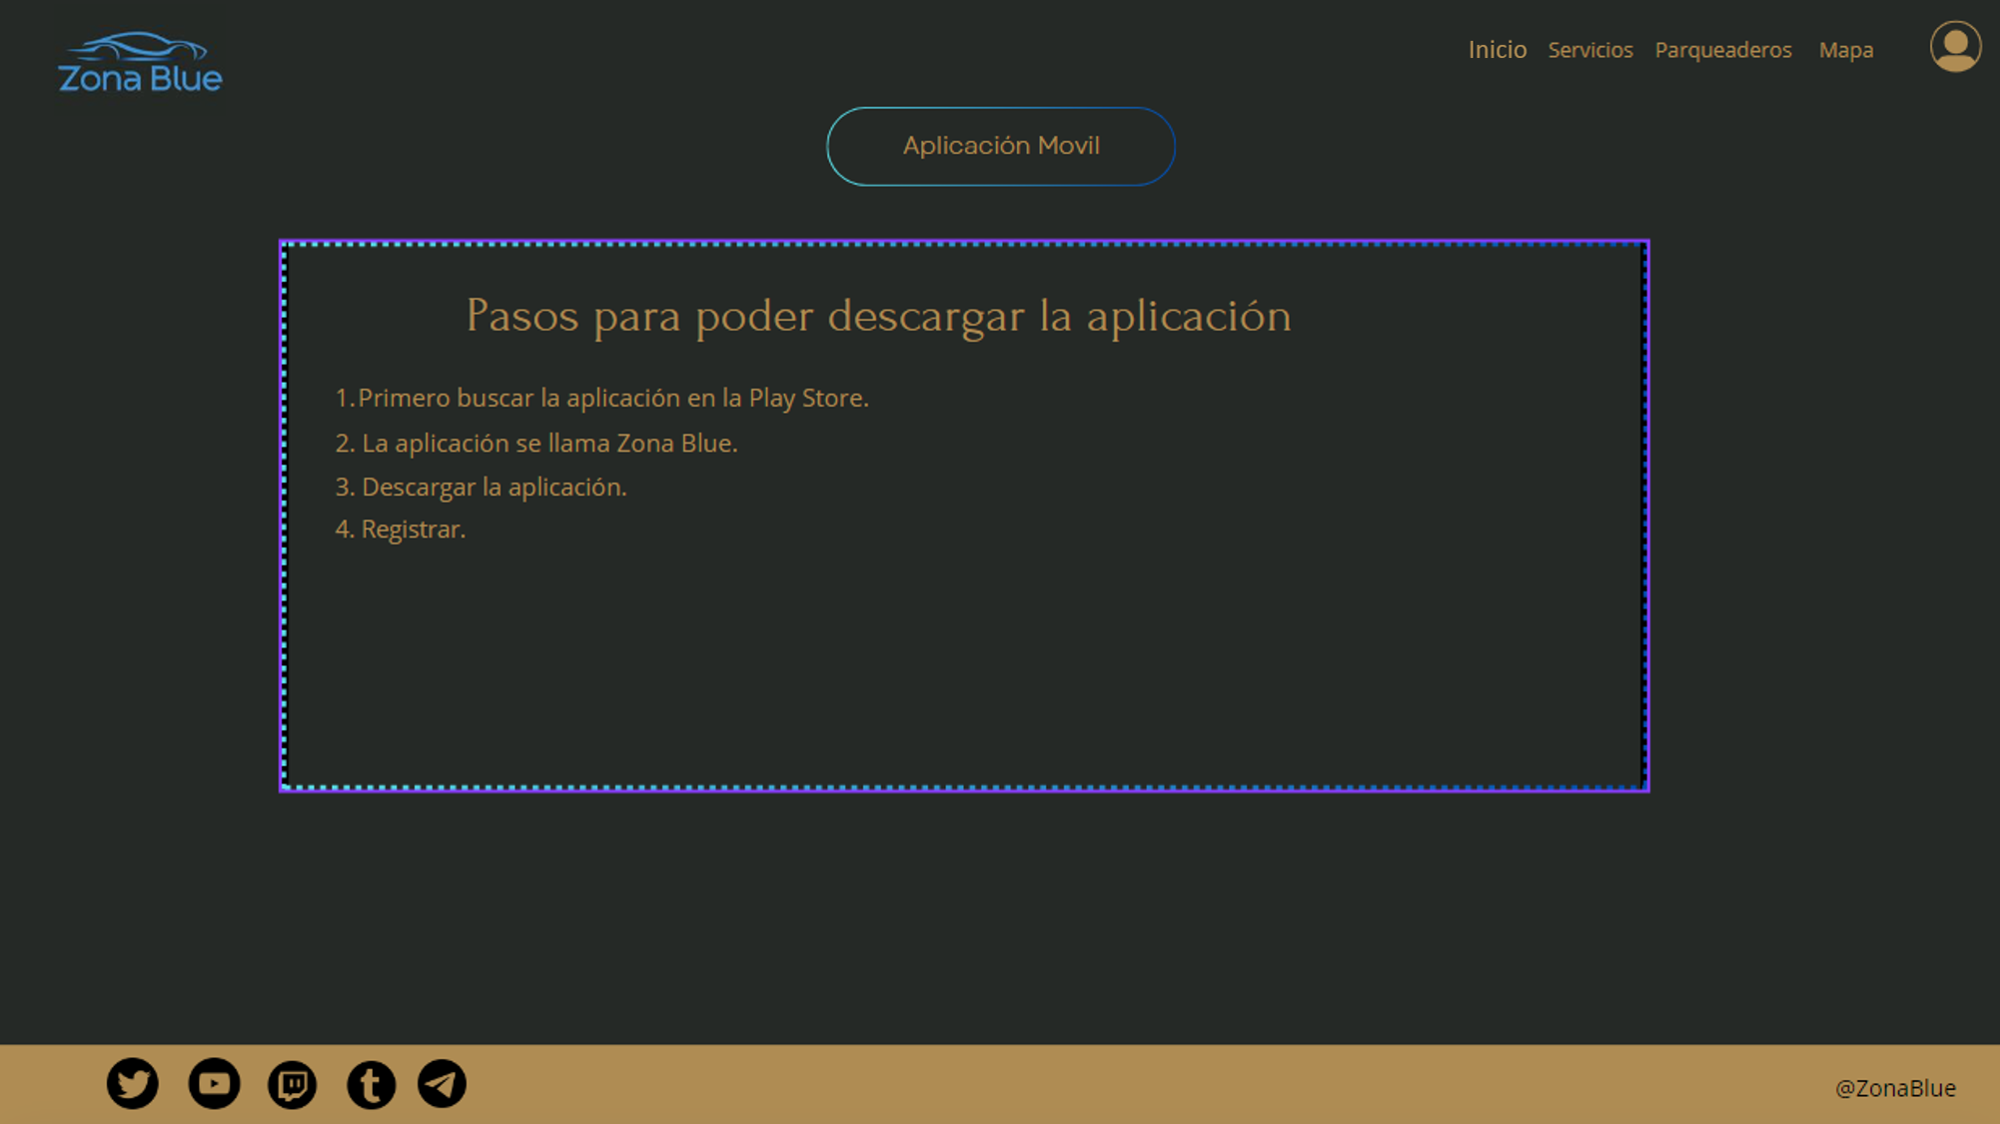 Zona Blue
Inicio Servicios Parqueaderos Mapa
Aplicación Movil
Pasos para poder descargar la aplicación
1.Primero buscar la aplicación en la Play Store.
2. La aplicación se llama Zona Blue.
3. Descargar la aplicación.
4. Registrar.
@ZonaBlue